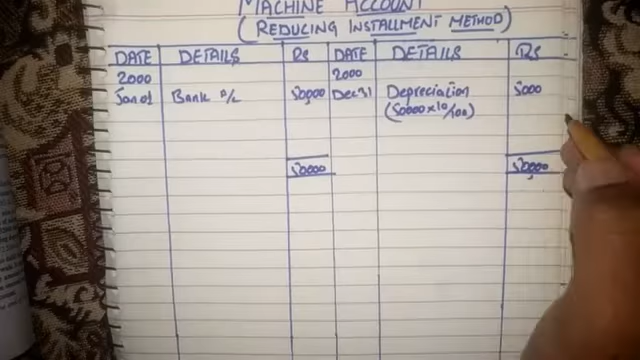 MACHINE ACCOUNT
(REDUCING INSTALLMENT METHOD)
DATE DETAILS Rs DATE DETAILS Rs
2000 2000
Jan 01 Bank A/c 50000 Dec 31 Depreciation 5000
(50000 x 10/100)
50000 50000